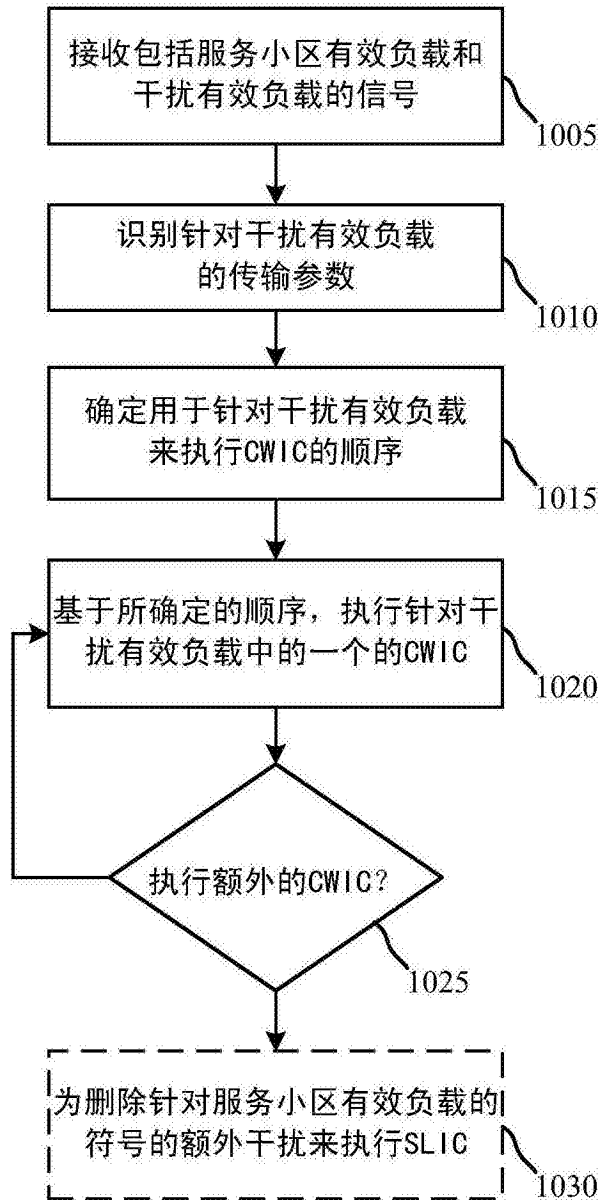 接收包括服务小区有效负载和
干扰有效负载的信号
1005
识别针对干扰有效负载
的传输参数
1010
确定用于针对干扰有效负载
来执行CWIC的顺序
1015
基于所确定的顺序，执行针对干
扰有效负载中的一个的CWIC
1020
执行额外的CWIC?
1025
为删除针对服务小区有效负载的
符号的额外干扰来执行SLIC
1030